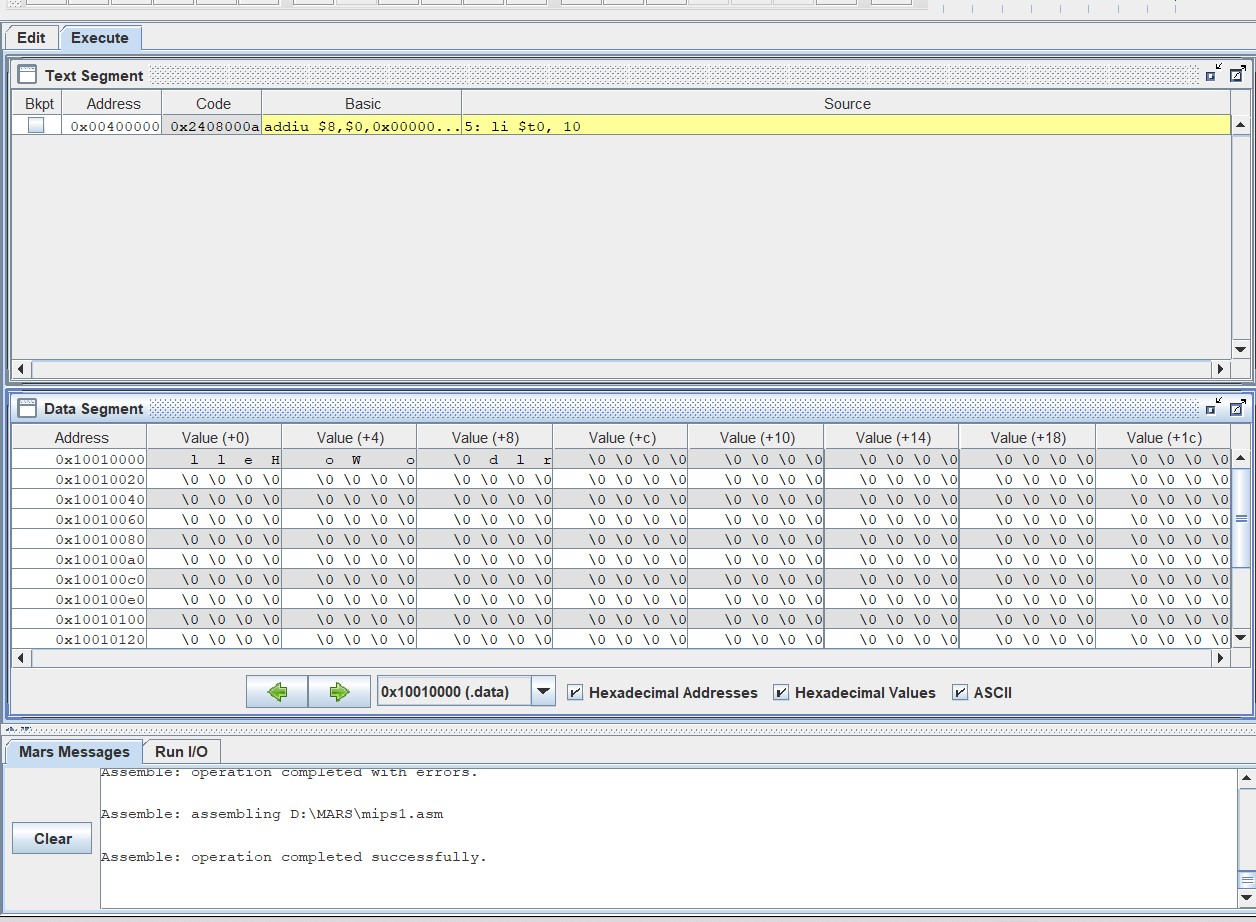 Edit Execute
Text Segment
Bkpt Address Code Basic Source
0x00400000 0x2408000a addiu $8,$0,0x00000... 5: li $t0, 10
Data Segment
Address Value (+0) Value (+4) Value (+8) Value (+c) Value (+10) Value (+14) Value (+18) Value (+1c)
0x10010000 l l e H o W   o \0 d l r \0 \0 \0 \0 \0 \0 \0 \0 \0 \0 \0 \0 \0 \0 \0 \0 \0 \0 \0 \0
0x10010020 \0 \0 \0 \0 \0 \0 \0 \0 \0 \0 \0 \0 \0 \0 \0 \0 \0 \0 \0 \0 \0 \0 \0 \0 \0 \0 \0 \0 \0 \0 \0 \0
0x10010040 \0 \0 \0 \0 \0 \0 \0 \0 \0 \0 \0 \0 \0 \0 \0 \0 \0 \0 \0 \0 \0 \0 \0 \0 \0 \0 \0 \0 \0 \0 \0 \0
0x10010060 \0 \0 \0 \0 \0 \0 \0 \0 \0 \0 \0 \0 \0 \0 \0 \0 \0 \0 \0 \0 \0 \0 \0 \0 \0 \0 \0 \0 \0 \0 \0 \0
0x10010080 \0 \0 \0 \0 \0 \0 \0 \0 \0 \0 \0 \0 \0 \0 \0 \0 \0 \0 \0 \0 \0 \0 \0 \0 \0 \0 \0 \0 \0 \0 \0 \0
0x100100a0 \0 \0 \0 \0 \0 \0 \0 \0 \0 \0 \0 \0 \0 \0 \0 \0 \0 \0 \0 \0 \0 \0 \0 \0 \0 \0 \0 \0 \0 \0 \0 \0
0x100100c0 \0 \0 \0 \0 \0 \0 \0 \0 \0 \0 \0 \0 \0 \0 \0 \0 \0 \0 \0 \0 \0 \0 \0 \0 \0 \0 \0 \0 \0 \0 \0 \0
0x100100e0 \0 \0 \0 \0 \0 \0 \0 \0 \0 \0 \0 \0 \0 \0 \0 \0 \0 \0 \0 \0 \0 \0 \0 \0 \0 \0 \0 \0 \0 \0 \0 \0
0x10010100 \0 \0 \0 \0 \0 \0 \0 \0 \0 \0 \0 \0 \0 \0 \0 \0 \0 \0 \0 \0 \0 \0 \0 \0 \0 \0 \0 \0 \0 \0 \0 \0
0x10010120 \0 \0 \0 \0 \0 \0 \0 \0 \0 \0 \0 \0 \0 \0 \0 \0 \0 \0 \0 \0 \0 \0 \0 \0 \0 \0 \0 \0 \0 \0 \0 \0
0x10010000 (.data) Hexadecimal Addresses Hexadecimal Values ASCII
Mars Messages Run I/O
Assemble: operation completed with errors.
Assemble: assembling D:\MARS\mips1.asm
Clear
Assemble: operation completed successfully.